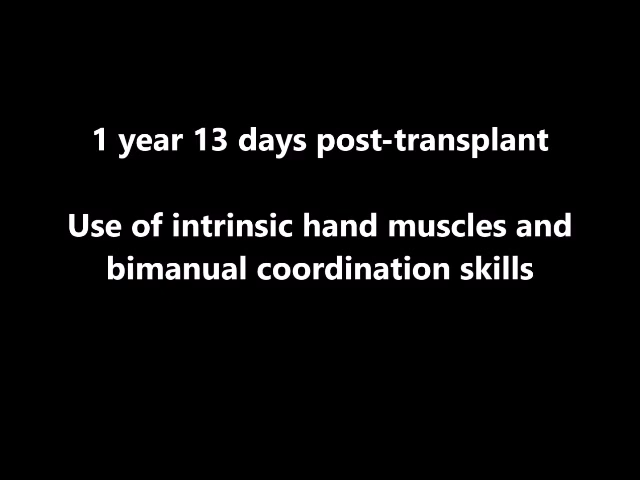 1 year 13 days post-transplant
Use of intrinsic hand muscles and
bimanual coordination skills